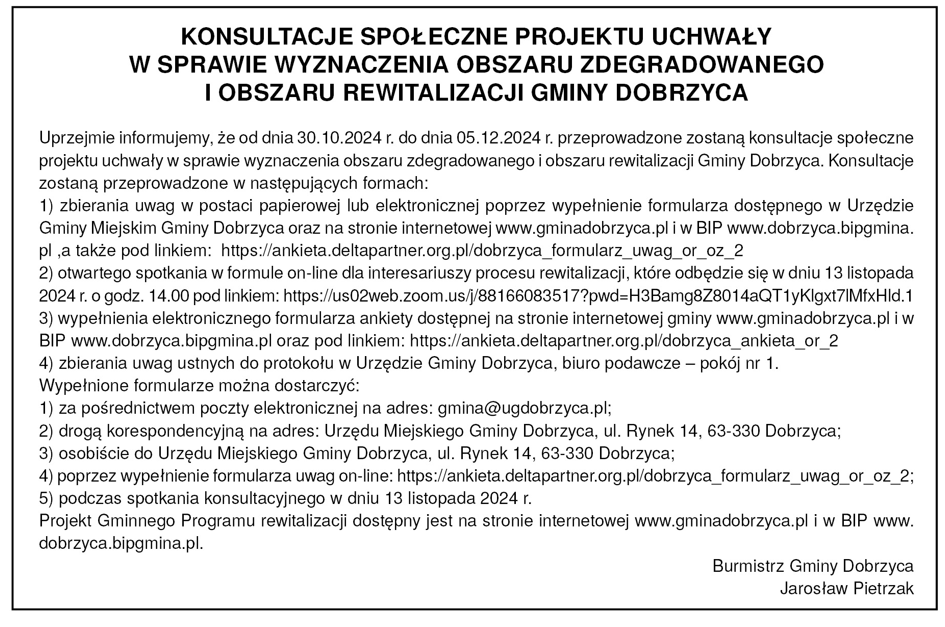 KONSULTACJE SPOŁECZNE PROJEKTU UCHWAŁY
W SPRAWIE WYZNACZENIA OBSZARU ZDEGRADOWANEGO
I OBSZARU REWITALIZACJI GMINY DOBRZYCA
Uprzejmie informujemy, że od dnia 30.10.2024 r. do dnia 05.12.2024 r. przeprowadzone zostaną konsultacje społeczne
projektu uchwały w sprawie wyznaczenia obszaru zdegradowanego i obszaru rewitalizacji Gminy Dobrzyca. Konsultacje
zostaną przeprowadzone w następujących formach:
1) zbierania uwag w postaci papierowej lub elektronicznej poprzez wypełnienie formularza dostępnego w Urzędzie
Gminy Miejskim Gminy Dobrzyca oraz na stronie internetowej www.gminadobrzyca.pl i w BIP www.dobrzyca.bipgmina.
pl ,a także pod linkiem: https://ankieta.deltapartner.org.pl/dobrzyca_formularz_uwag_or_oz_2
2) otwartego spotkania w formule on-line dla interesariuszy procesu rewitalizacji, które odbędzie się w dniu 13 listopada
2024 r. o godz. 14.00 pod linkiem: https://us02web.zoom.us/j/88166083517?pwd=H3Bamg8Z8014aQT1yKlgxt7lMfxHld.1
3) wypełnienia elektronicznego formularza ankiety dostępnej na stronie internetowej gminy www.gminadobrzyca.pl i w
BIP www.dobrzyca.bipgmina.pl oraz pod linkiem: https://ankieta.deltapartner.org.pl/dobrzyca_ankieta_or_2
4) zbierania uwag ustnych do protokołu w Urzędzie Gminy Dobrzyca, biuro podawcze – pokój nr 1.
Wypełnione formularze można dostarczyć:
1) za pośrednictwem poczty elektronicznej na adres: gmina@ugdobrzyca.pl;
2) drogą korespondencyjną na adres: Urzędu Miejskiego Gminy Dobrzyca, ul. Rynek 14, 63-330 Dobrzyca;
3) osobiście do Urzędu Miejskiego Gminy Dobrzyca, ul. Rynek 14, 63-330 Dobrzyca;
4) poprzez wypełnienie formularza uwag on-line: https://ankieta.deltapartner.org.pl/dobrzyca_formularz_uwag_or_oz_2;
5) podczas spotkania konsultacyjnego w dniu 13 listopada 2024 r.
Projekt Gminnego Programu rewitalizacji dostępny jest na stronie internetowej www.gminadobrzyca.pl i w BIP www.
dobrzyca.bipgmina.pl.
Burmistrz Gminy Dobrzyca
Jarosław Pietrzak